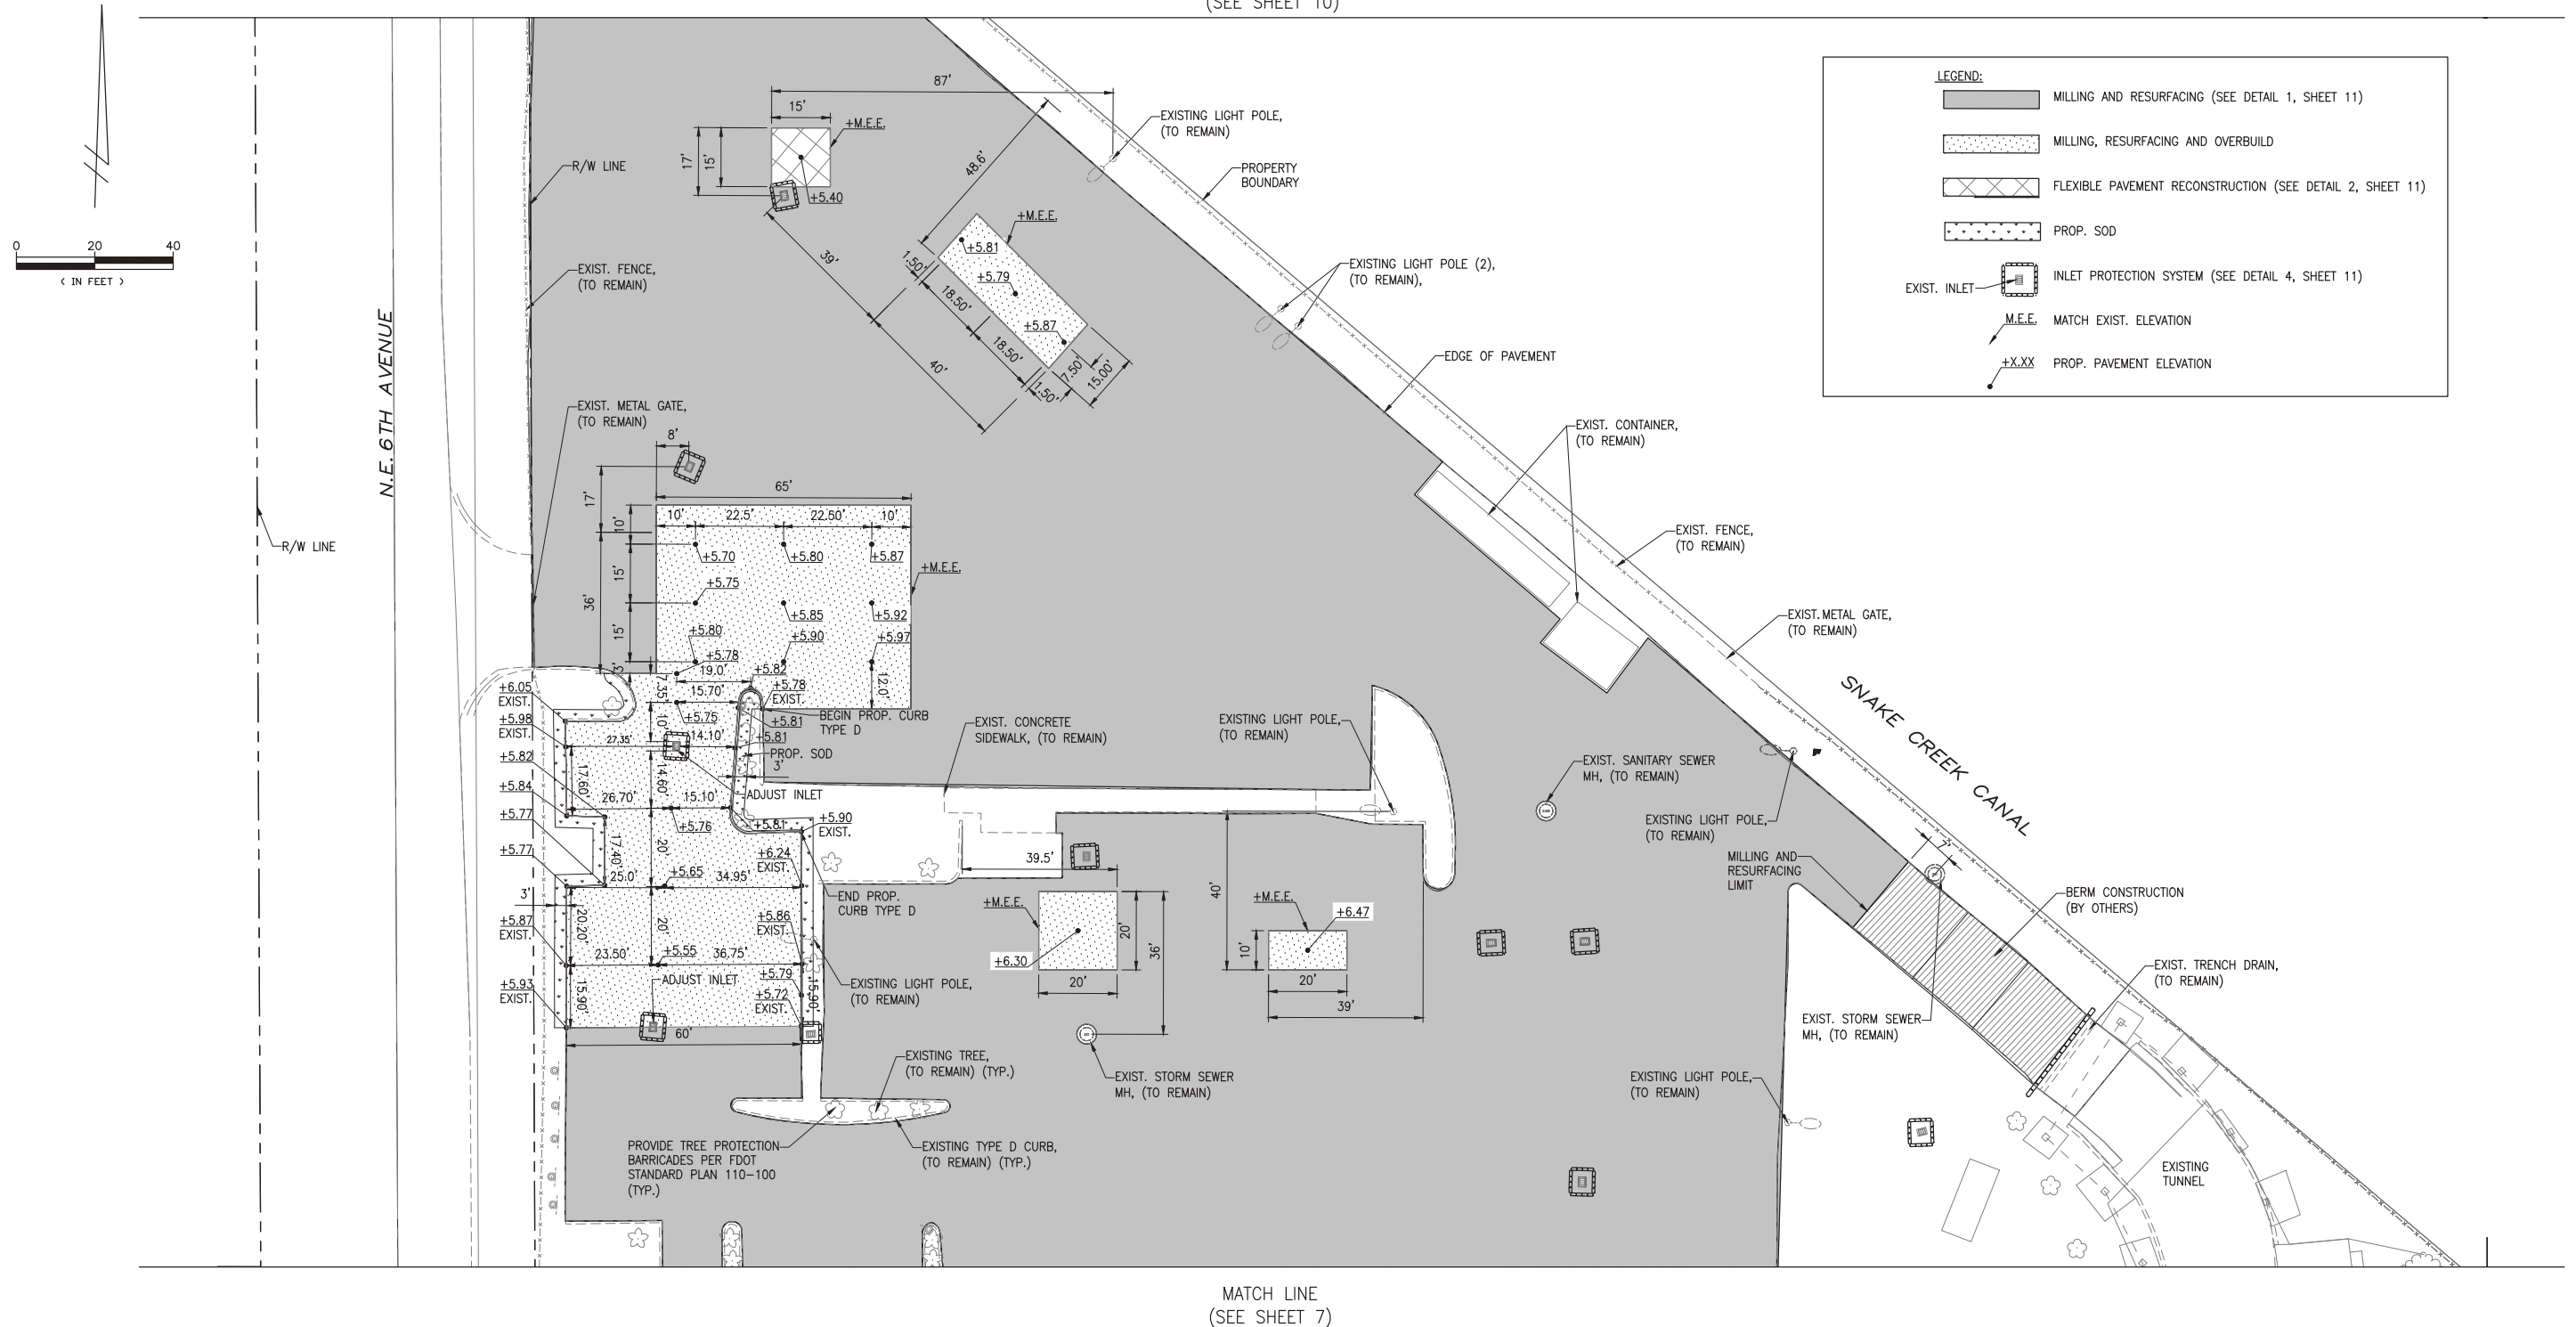 (SEE SHEET 10)
LEGEND:
MILLING AND RESURFACING (SEE DETAIL 1, SHEET 11)
MILLING, RESURFACING AND OVERBUILD
FLEXIBLE PAVEMENT RECONSTRUCTION (SEE DETAIL 2, SHEET 11)
PROP. SOD
INLET PROTECTION SYSTEM (SEE DETAIL 4, SHEET 11)
EXIST. INLET
M.E.E. MATCH EXIST. ELEVATION
+X.XX PROP. PAVEMENT ELEVATION
0 20 40
( IN FEET )
N.E. 6TH AVENUE
R/W LINE
R/W LINE
EXIST. FENCE,
(TO REMAIN)
EXIST. METAL GATE,
(TO REMAIN)
87'
15'
+M.E.E.
17'
15'
+5.40
48.6'
EXISTING LIGHT POLE,
(TO REMAIN)
PROPERTY
BOUNDARY
+M.E.E.
+5.81
+5.79
+5.87
39'
40'
1.50'
18.50'
18.50'
1.50'
7.50'
15.00'
EXISTING LIGHT POLE (2),
(TO REMAIN),
EDGE OF PAVEMENT
EXIST. CONTAINER,
(TO REMAIN)
EXIST. FENCE,
(TO REMAIN)
EXIST. METAL GATE,
(TO REMAIN)
SNAKE CREEK CANAL
8'
17'
65'
10'
10'
22.5'
22.50'
10'
+5.70
+5.80
+5.87
+M.E.E.
15'
36'
+5.75
+5.85
+5.92
15'
+5.80
+5.90
+5.97
3'
+5.78
19.0'
+5.82
12.0'
7.35'
15.70'
+5.78
EXIST.
+6.05
EXIST.
+5.98
EXIST.
+5.82
+5.84
+5.77
+5.77
3'
+5.87
EXIST.
+5.93
EXIST.
10'
+5.75
+5.81
BEGIN PROP. CURB
TYPE D
27.35'
14.10'
+5.81
PROP. SOD
3'
17.60'
14.60'
ADJUST INLET
26.70'
15.10'
+5.76
+5.81
+5.90
EXIST.
17.40'
20'
+6.24
EXIST.
25.0'
+5.65
34.95'
END PROP.
CURB TYPE D
20.20'
20'
+5.86
EXIST.
23.50'
+5.55
36.75'
ADJUST INLET
+5.79
15.90'
+5.72
EXIST.
15.90'
60'
EXISTING LIGHT POLE,
(TO REMAIN)
EXIST. CONCRETE
SIDEWALK, (TO REMAIN)
EXISTING LIGHT POLE,
(TO REMAIN)
39.5'
+M.E.E.
+6.30
20'
20'
36'
40'
+M.E.E.
+6.47
10'
20'
39'
EXIST. SANITARY SEWER
MH, (TO REMAIN)
EXISTING LIGHT POLE,
(TO REMAIN)
MILLING AND
RESURFACING
LIMIT
7'
BERM CONSTRUCTION
(BY OTHERS)
EXIST. TRENCH DRAIN,
(TO REMAIN)
EXIST. STORM SEWER
MH, (TO REMAIN)
EXISTING LIGHT POLE,
(TO REMAIN)
EXISTING
TUNNEL
EXISTING TREE,
(TO REMAIN) (TYP.)
EXIST. STORM SEWER
MH, (TO REMAIN)
PROVIDE TREE PROTECTION
BARRICADES PER FDOT
STANDARD PLAN 110-100
(TYP.)
EXISTING TYPE D CURB,
(TO REMAIN) (TYP.)
MATCH LINE
(SEE SHEET 7)